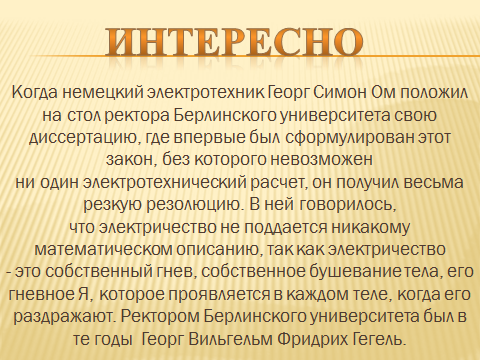 ИНТЕРЕСНО
Когда немецкий электротехник Георг Симон Ом положил
на стол ректора Берлинского университета свою
диссертацию, где впервые был сформулирован этот
закон, без которого невозможен
ни один электротехнический расчет, он получил весьма
резкую резолюцию. В ней говорилось,
что электричество не поддается никакому
математическом описанию, так как электричество
- это собственный гнев, собственное бушевание тела, его
гневное Я, которое проявляется в каждом теле, когда его
раздражают. Ректором Берлинского университета был в
те годы Георг Вильгельм Фридрих Гегель.